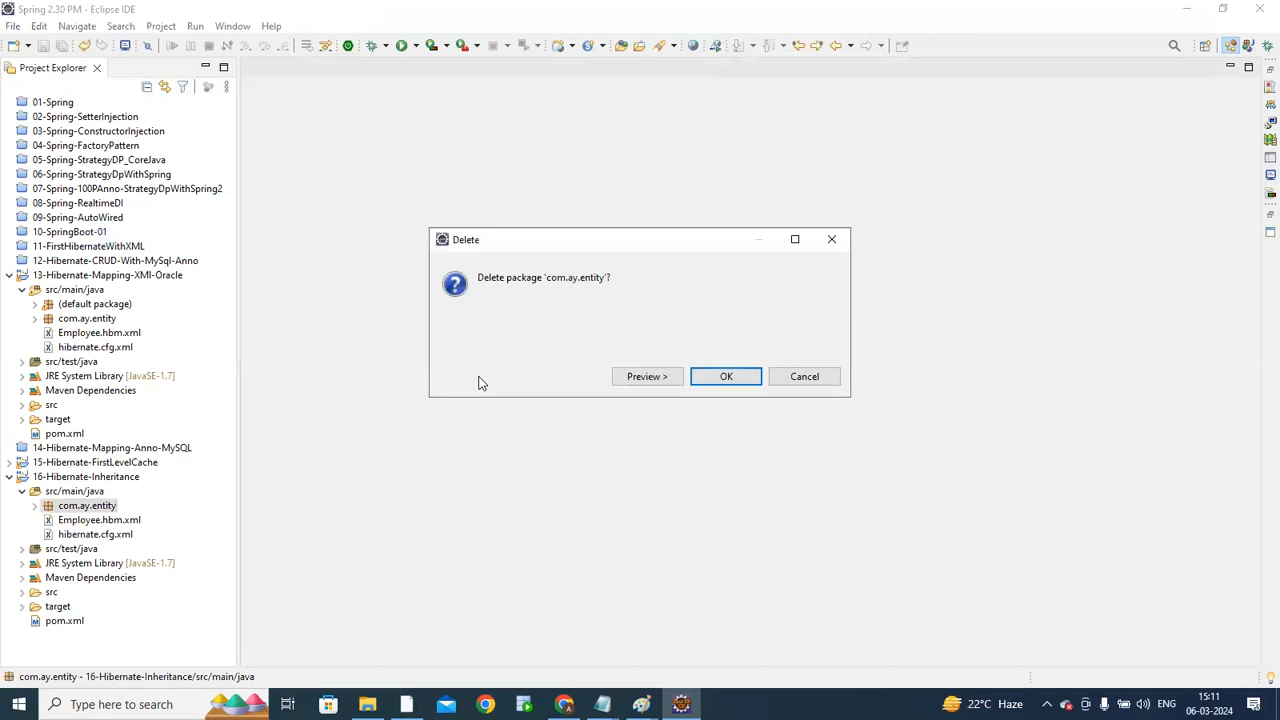 Spring 2.30 PM - Eclipse IDE
File Edit Navigate Search Project Run Window Help
Project Explorer
01-Spring
02-Spring-SetterInjection
03-Spring-ConstructorInjection
04-Spring-FactoryPattern
05-Spring-StrategyDP_CoreJava
06-Spring-StrategyDpWithSpring
07-Spring-100PAnno-StrategyDpWithSpring2
08-Spring-RealtimeDI
09-Spring-AutoWired
10-SpringBoot-01
11-FirstHibernateWithXML
12-Hibernate-CRUD-With-MySql-Anno
13-Hibernate-Mapping-XMl-Oracle
src/main/java
(default package)
com.ay.entity
Employee.hbm.xml
hibernate.cfg.xml
src/test/java
JRE System Library [JavaSE-1.7]
Maven Dependencies
src
target
pom.xml
14-Hibernate-Mapping-Anno-MySQL
15-Hibernate-FirstLevelCache
16-Hibernate-Inheritance
src/main/java
com.ay.entity
Employee.hbm.xml
hibernate.cfg.xml
src/test/java
JRE System Library [JavaSE-1.7]
Maven Dependencies
src
target
pom.xml
Delete
Delete package 'com.ay.entity'?
Preview > OK Cancel
com.ay.entity - 16-Hibernate-Inheritance/src/main/java
Type here to search
22°C Haze
ENG
15:11
06-03-2024